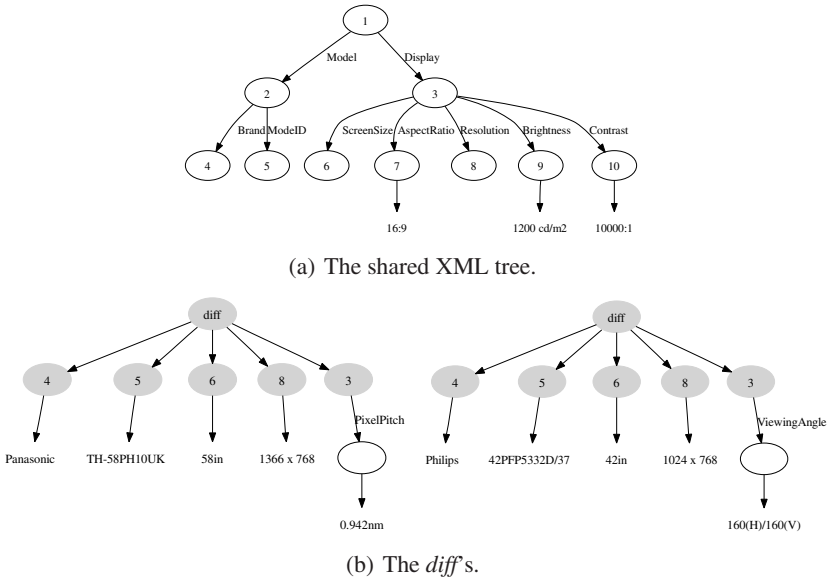 1
Model Display
2 3
Brand ModelID ScreenSize AspectRatio Resolution Brightness Contrast
4 5 6 7 8 9 10
16:9 1200 cd/m2 10000:1
(a) The shared XML tree.
diff diff
4 5 6 8 3 4 5 6 8 3
PixelPitch ViewingAngle
Panasonic TH-58PH10UK 58in 1366 x 768 Philips 42PFP5332D/37 42in 1024 x 768
0.942nm 160(H)/160(V)
(b) The diff's.